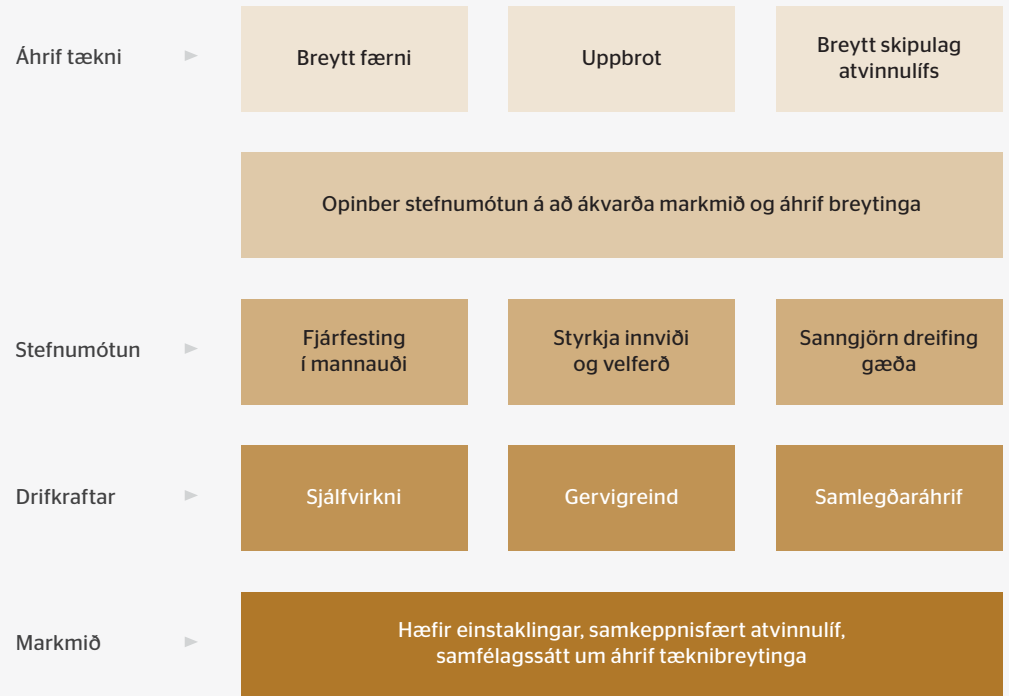 Áhrif tækni
Breytt færni
Uppbrot
Breytt skipulag
atvinnulífs
Opinber stefnumótun á að ákvarða markmið og áhrif breytinga
Stefnumótun
Fjárfesting
í mannauði
Styrkja innviði
og velferð
Sanngjörn dreifing
gæða
Drifkraftar
Sjálfvirkni
Gervigreind
Samlegðaráhrif
Markmið
Hæfir einstaklingar, samkeppnisfært atvinnulíf,
samfélagssátt um áhrif tæknibreytinga